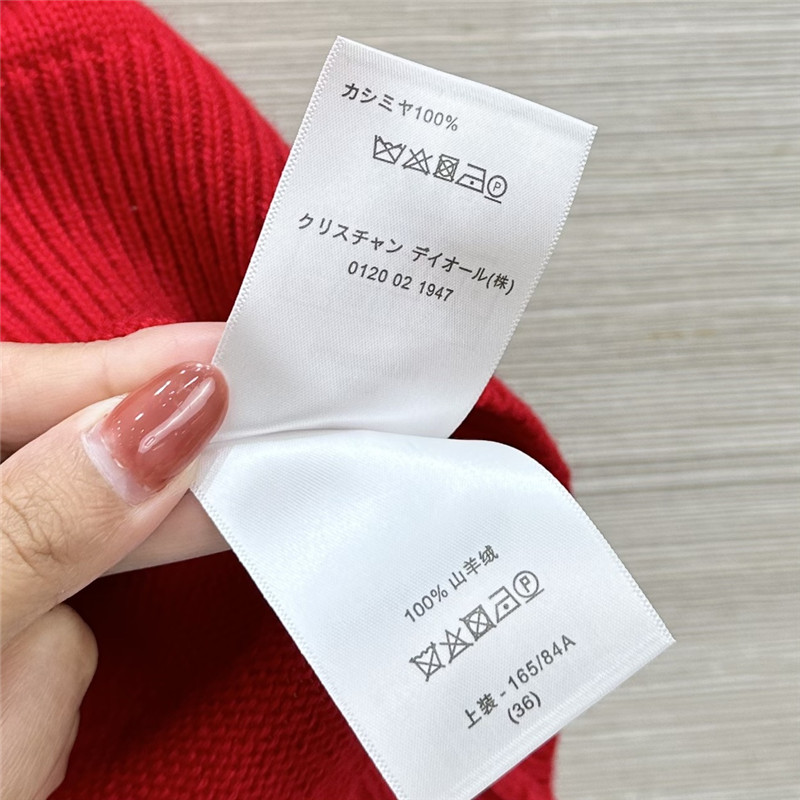 カシミヤ100%
P
クリスチャン デイオール(株)
0120 02 1947
100% 山羊绒
P
上装 - 165/84A
(36)